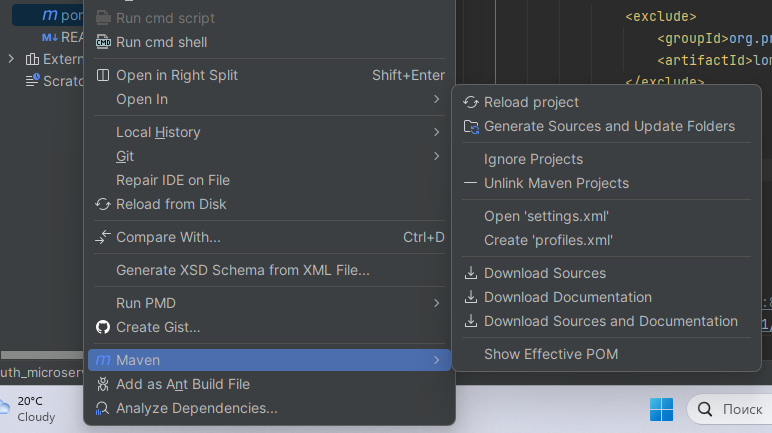 Run cmd script
Run cmd shell
Open in Right Split Shift+Enter
Open In
Local History
Git
Repair IDE on File
Reload from Disk
Compare With... Ctrl+D
Generate XSD Schema from XML File...
Run PMD
Create Gist...
Maven
Add as Ant Build File
Analyze Dependencies...
Reload project
Generate Sources and Update Folders
Ignore Projects
Unlink Maven Projects
Open 'settings.xml'
Create 'profiles.xml'
Download Sources
Download Documentation
Download Sources and Documentation
Show Effective POM
<exclude>
<groupId>org.pr
<artifactId>lom
</exclude>
m por
M REA
Extern
Scratc
uth_microser
20°C
Cloudy
Поиск